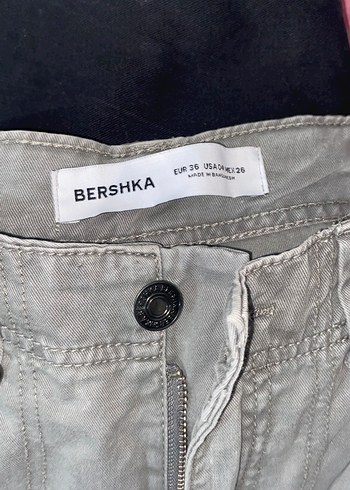 BERSHKA
EUR 36 USA 04 MEX 26
MADE IN BANGLADESH